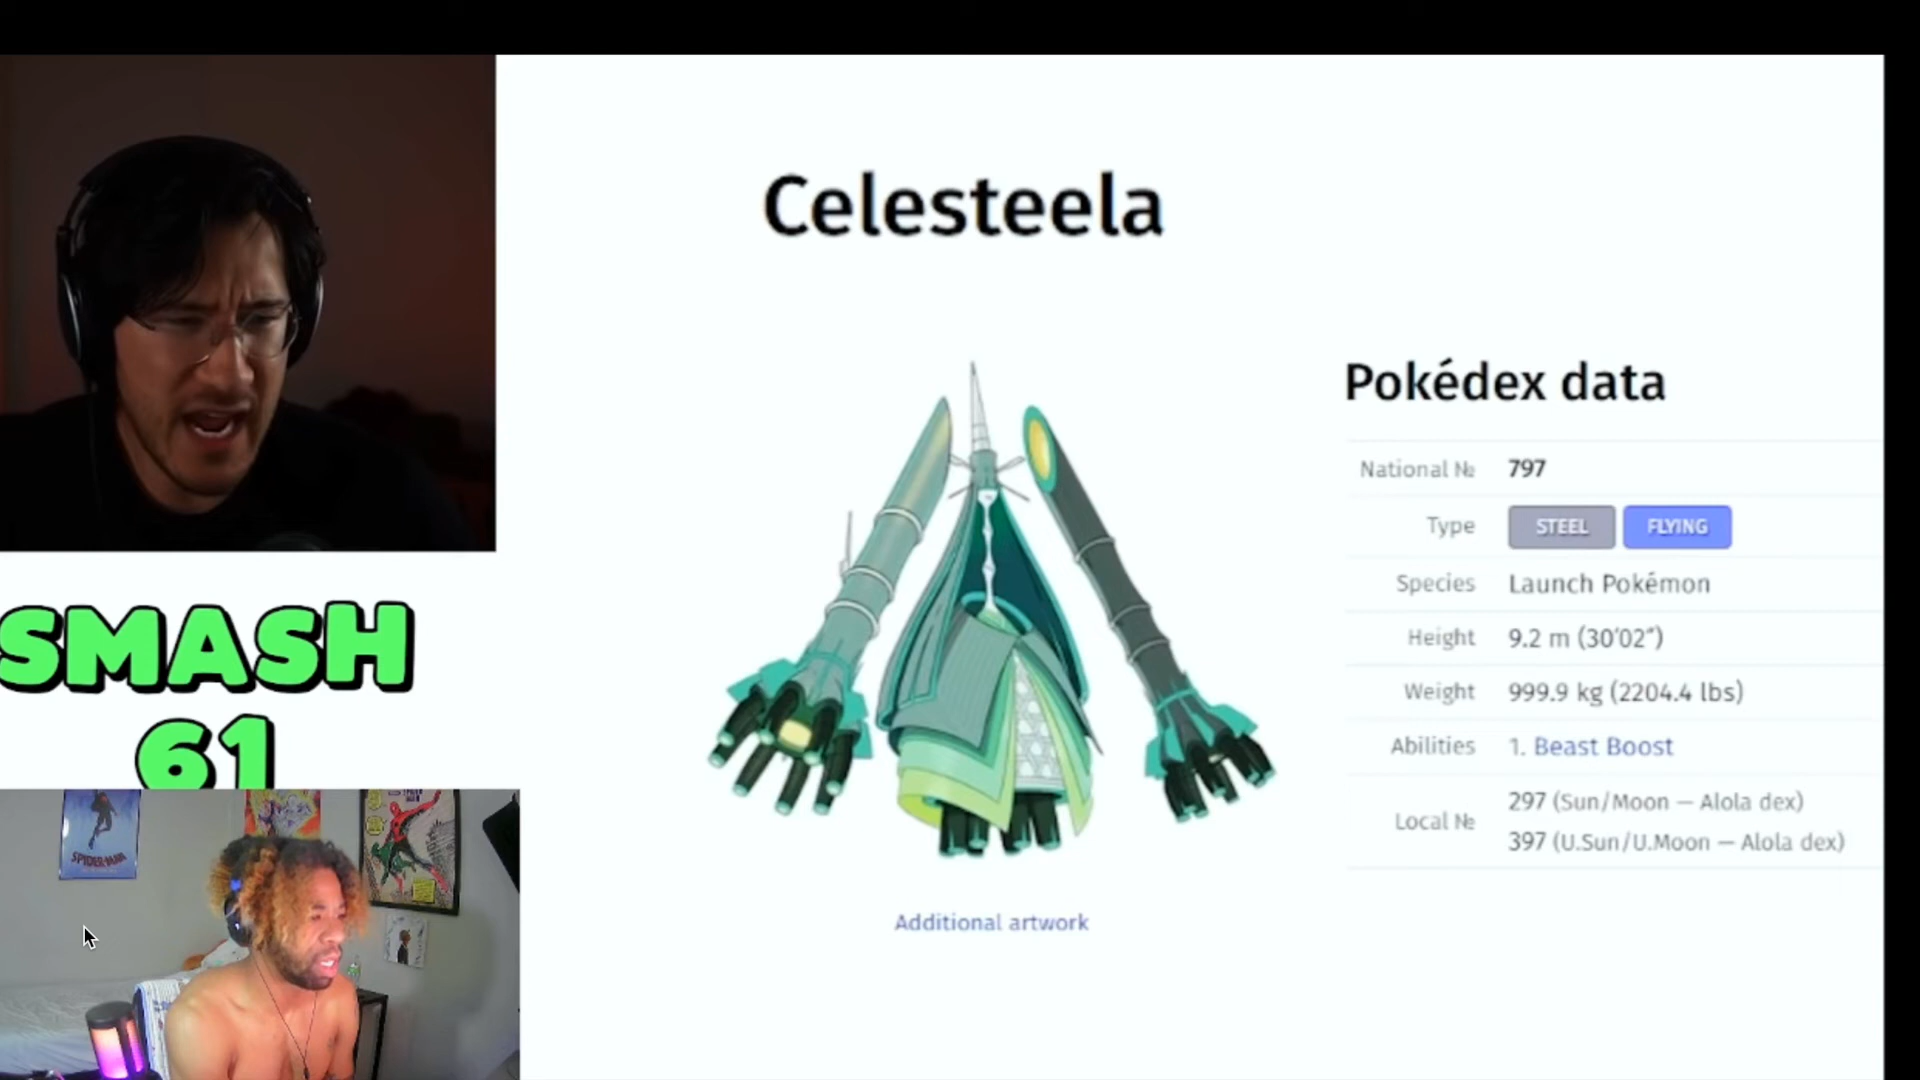 Celesteela
Pokédex data
National № 797
Type STEEL FLYING
Species Launch Pokémon
Height 9.2 m (30′02″)
Weight 999.9 kg (2204.4 lbs)
Abilities 1. Beast Boost
Local № 297 (Sun/Moon — Alola dex)
397 (U.Sun/U.Moon — Alola dex)
Additional artwork
SMASH
61
SPIDER-MAN